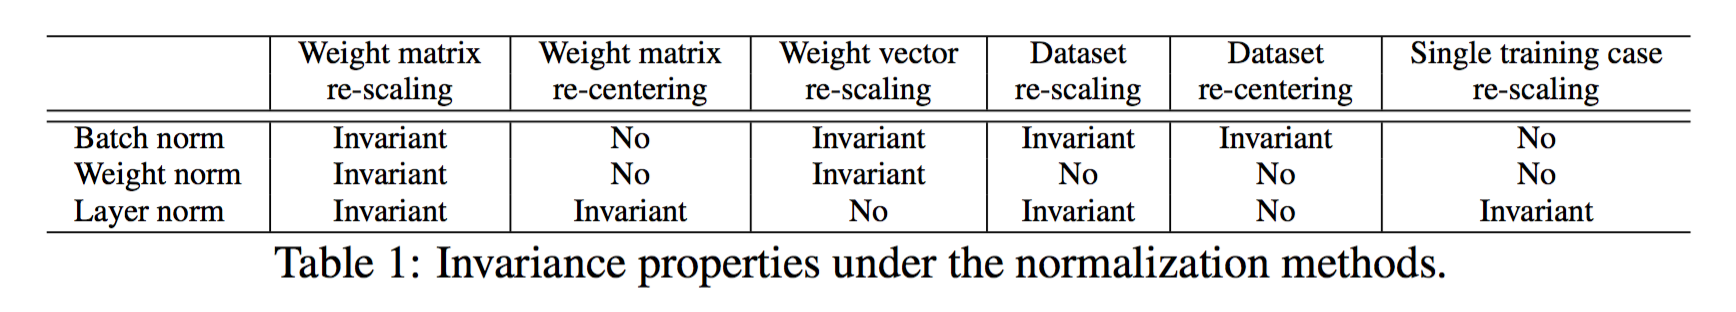 Weight matrix Weight matrix Weight vector Dataset Dataset Single training case
re-scaling re-centering re-scaling re-scaling re-centering re-scaling
Batch norm Invariant No Invariant Invariant Invariant No
Weight norm Invariant No Invariant No No No
Layer norm Invariant Invariant No Invariant No Invariant
Table 1: Invariance properties under the normalization methods.